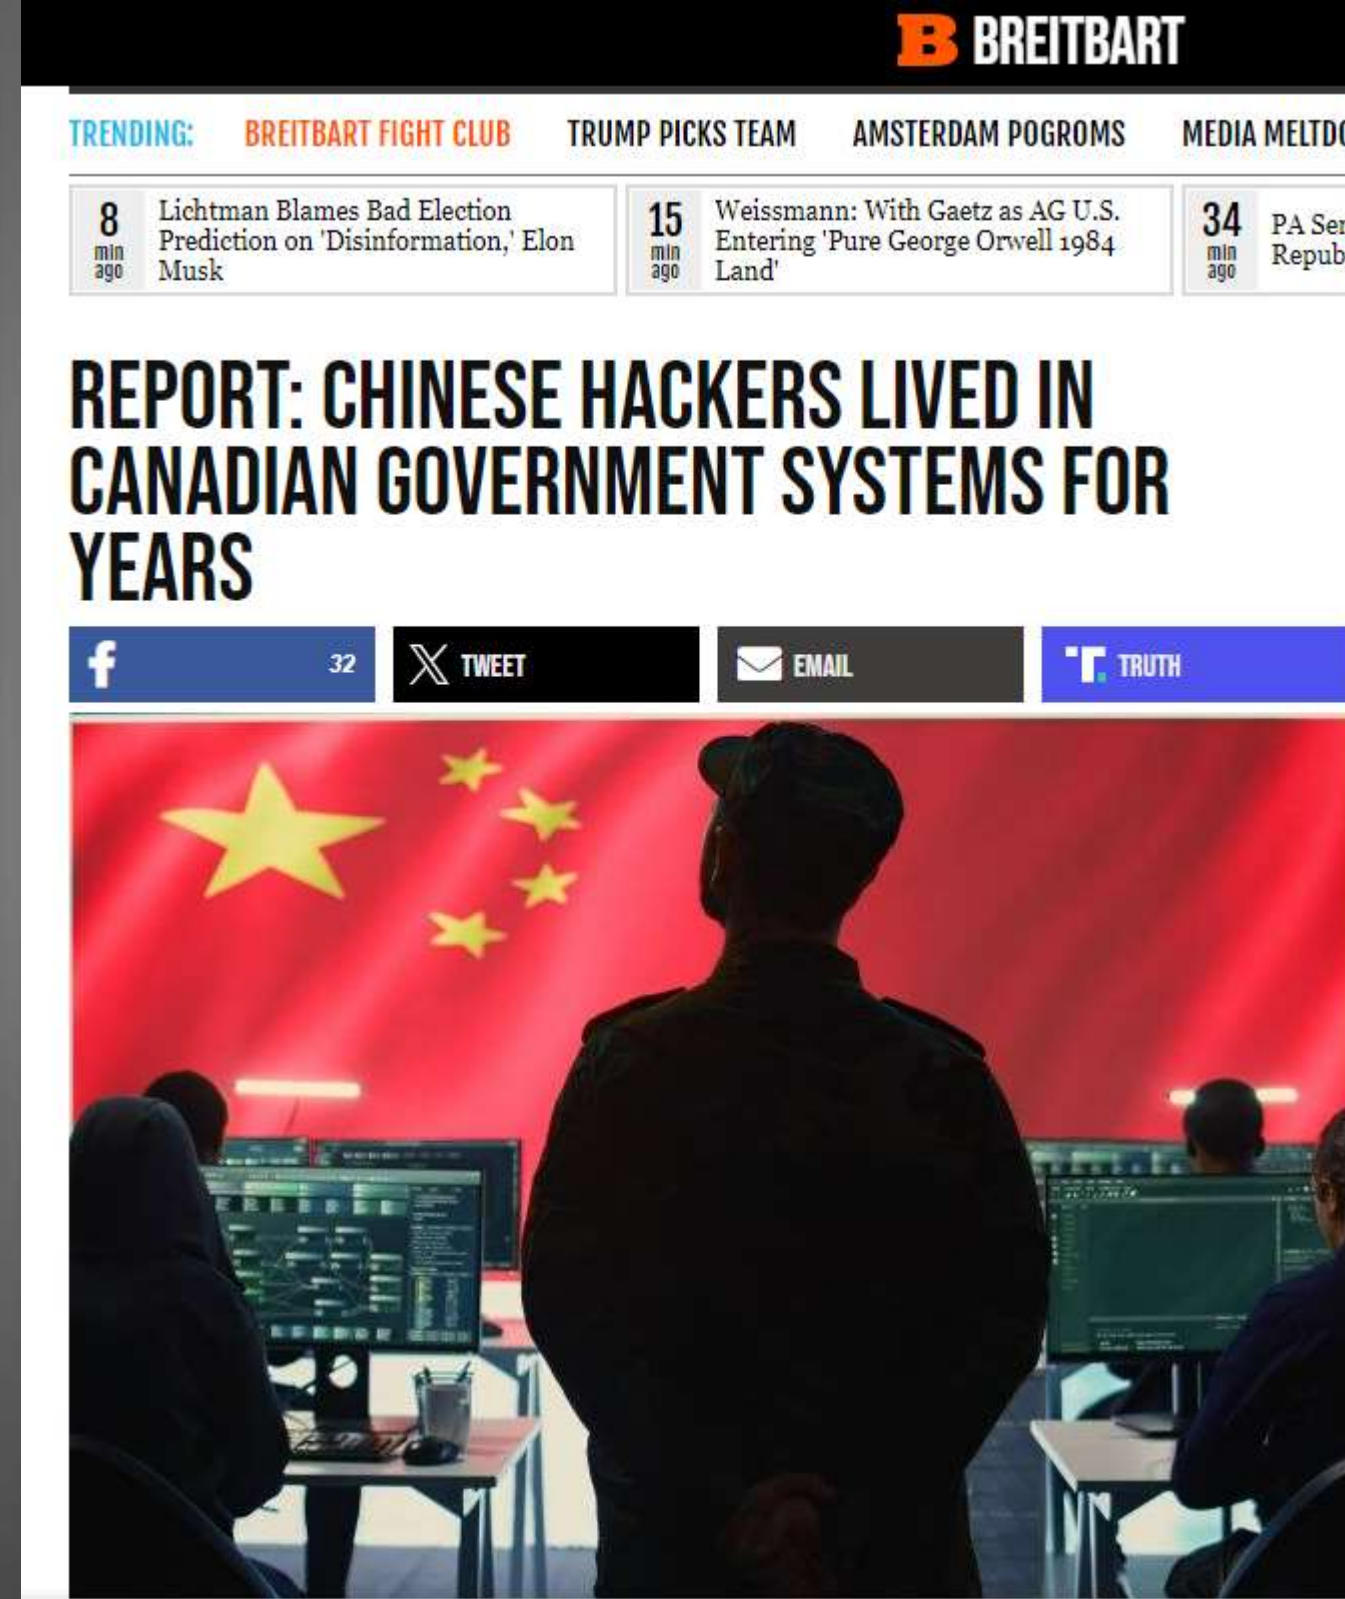 B BREITBART
TRENDING: BREITBART FIGHT CLUB TRUMP PICKS TEAM AMSTERDAM POGROMS MEDIA
8 min ago
Lichtman Blames Bad Election
Prediction on 'Disinformation,' Elon
Musk
15 min ago
Weissmann: With Gaetz as AG U.S.
Entering 'Pure George Orwell 1984
Land'
34 min ago
PA
REPORT: CHINESE HACKERS LIVED IN
CANADIAN GOVERNMENT SYSTEMS FOR
YEARS
f 32 X TWEET EMAIL T. TRUTH